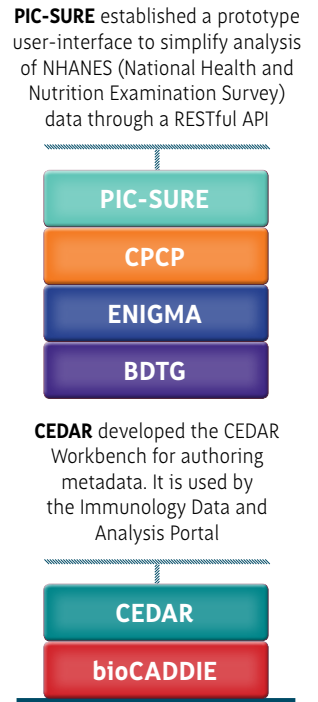 PIC-SURE established a prototype
user-interface to simplify analysis
of NHANES (National Health and
Nutrition Examination Survey)
data through a RESTful API
PIC-SURE
CPCP
ENIGMA
BDTG
CEDAR developed the CEDAR
Workbench for authoring
metadata. It is used by
the Immunology Data and
Analysis Portal
CEDAR
bioCADDIE